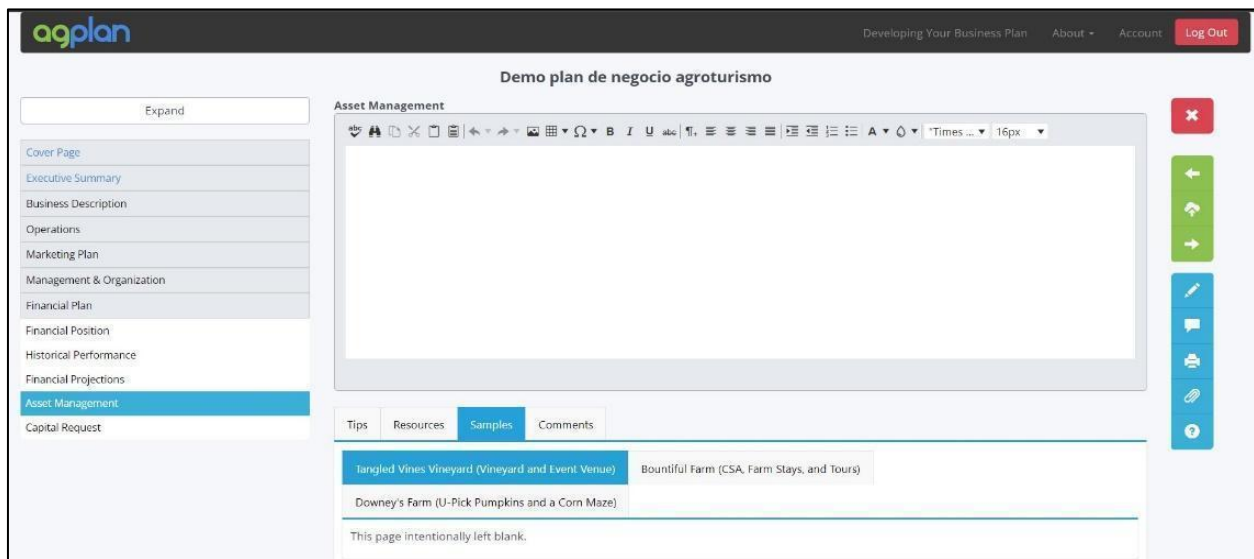 agplan
Developing Your Business Plan About Account Log Out
Demo plan de negocio agroturismo
Expand
Cover Page
Executive Summary
Business Description
Operations
Marketing Plan
Management & Organization
Financial Plan
Financial Position
Historical Performance
Financial Projections
Asset Management
Capital Request
Asset Management
abc Ω B I U abc ¶ A "Times ... 16px
Tips Resources Samples Comments
Tangled Vines Vineyard (Vineyard and Event Venue) Bountiful Farm (CSA, Farm Stays, and Tours)
Downey's Farm (U-Pick Pumpkins and a Corn Maze)
This page intentionally left blank.